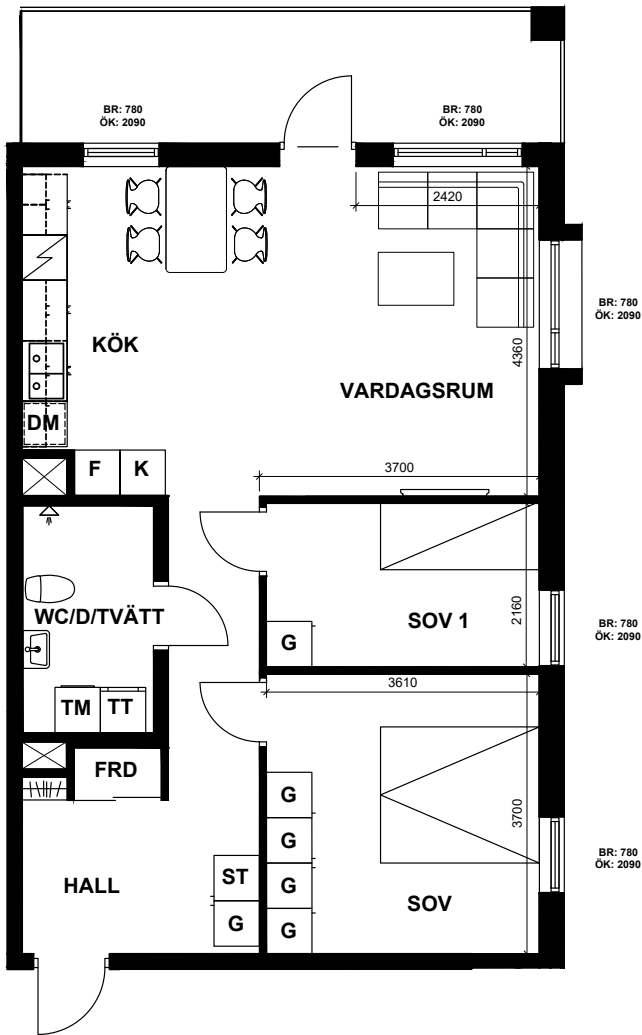 BR: 780
ÖK: 2090
BR: 780
ÖK: 2090
2420
BR: 780
ÖK: 2090
KÖK
4360
VARDAGSRUM
DM
F
K
3700
WC/D/TVÄTT
SOV 1
2160
BR: 780
ÖK: 2090
G
3610
TM
TT
FRD
G
3700
G
BR: 780
ÖK: 2090
HALL
ST
G
SOV
G
G